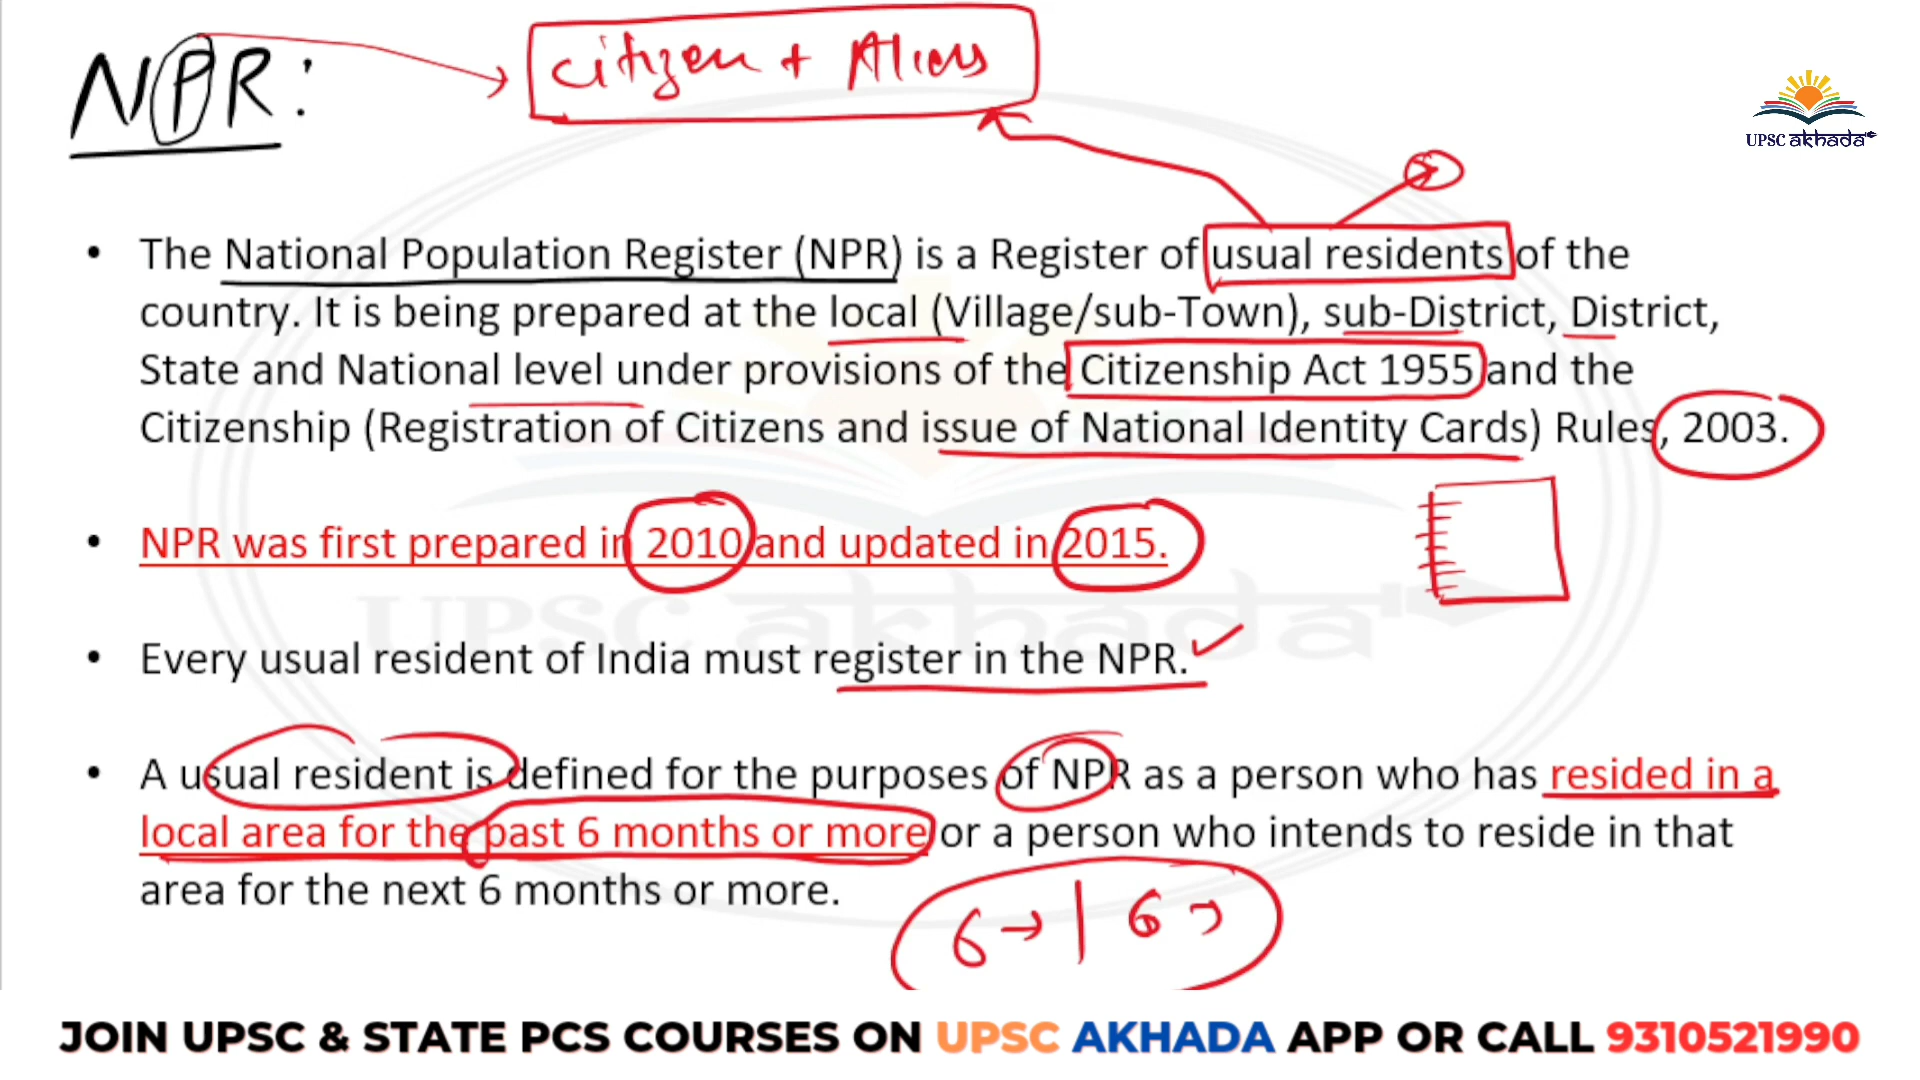 NPR:
Citizen + Aliens
UPSC akhada
• The National Population Register (NPR) is a Register of usual residents of the
country. It is being prepared at the local (Village/sub-Town), sub-District, District,
State and National level under provisions of the Citizenship Act 1955 and the
Citizenship (Registration of Citizens and issue of National Identity Cards) Rules, 2003.
• NPR was first prepared in 2010 and updated in 2015.
UPSC akhada
• Every usual resident of India must register in the NPR.
• A usual resident is defined for the purposes of NPR as a person who has resided in a
local area for the past 6 months or more or a person who intends to reside in that
area for the next 6 months or more.
6 → | 6 →
JOIN UPSC & STATE PCS COURSES ON UPSC AKHADA APP OR CALL 9310521990